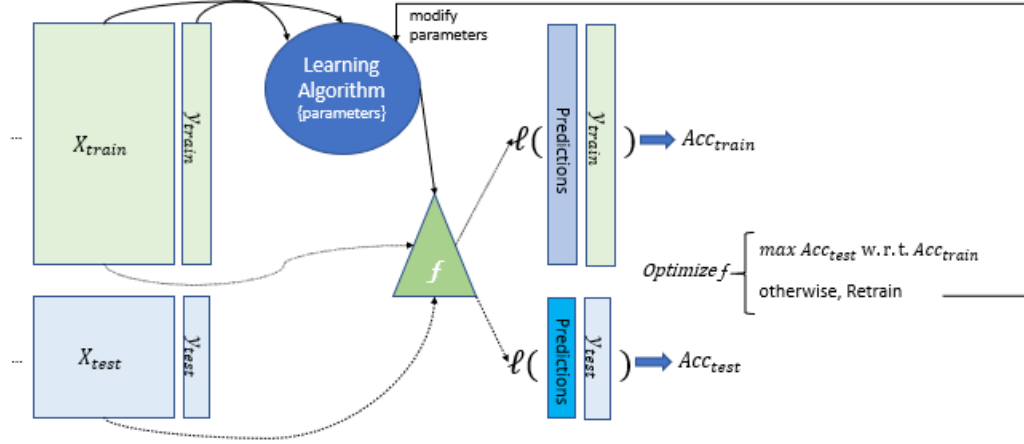 modify
parameters
Learning
Algorithm
{parameters}
...
X_train
y_train
ℓ( Predictions y_train ) Acc_train
f
Optimize f { max Acc_test w.r.t. Acc_train
otherwise, Retrain
...
X_test
y_test
ℓ( Predictions y_test ) Acc_test